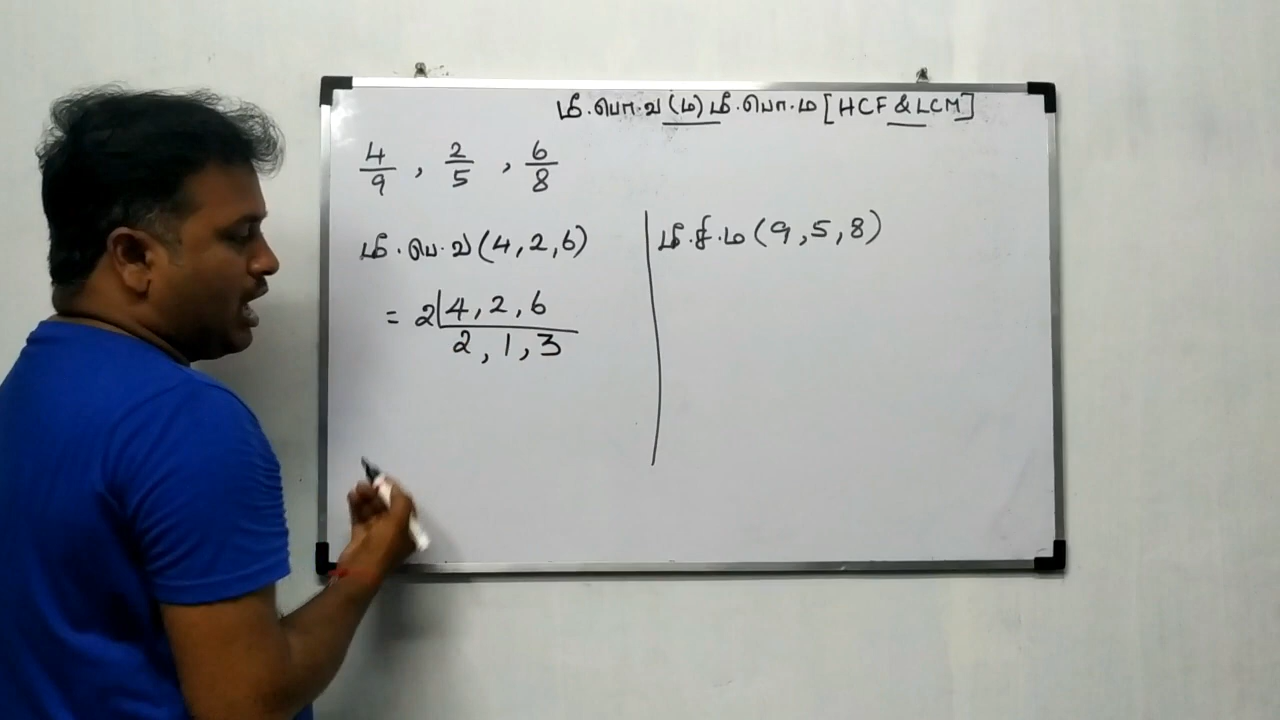 மீ.பொ.வ (ம) மீ.பொ.ம [HCF & LCM]
4/9 , 2/5 , 6/8
மீ.பெ.வ (4, 2, 6)
= 2|4, 2, 6
2, 1, 3
மீ.சி.ம (9, 5, 8)